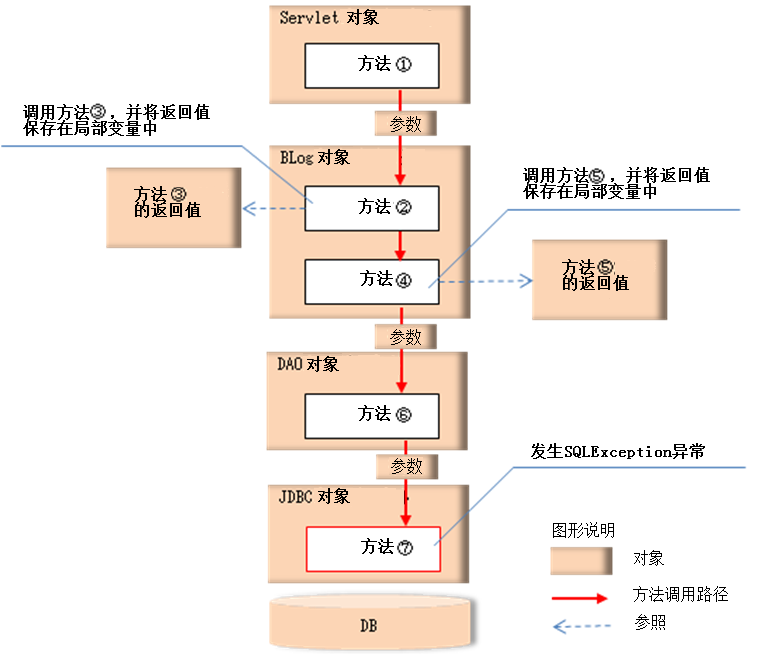 Servlet 对象
方法①
参数
调用方法③，并将返回值
保存在局部变量中
BLog 对象
方法③
的返回值
方法②
调用方法⑤，并将返回值
保存在局部变量中
方法④
方法⑤
的返回值
参数
DAO 对象
方法⑥
参数
发生SQLException异常
JDBC 对象
方法⑦
图形说明
对象
方法调用路径
参照
DB